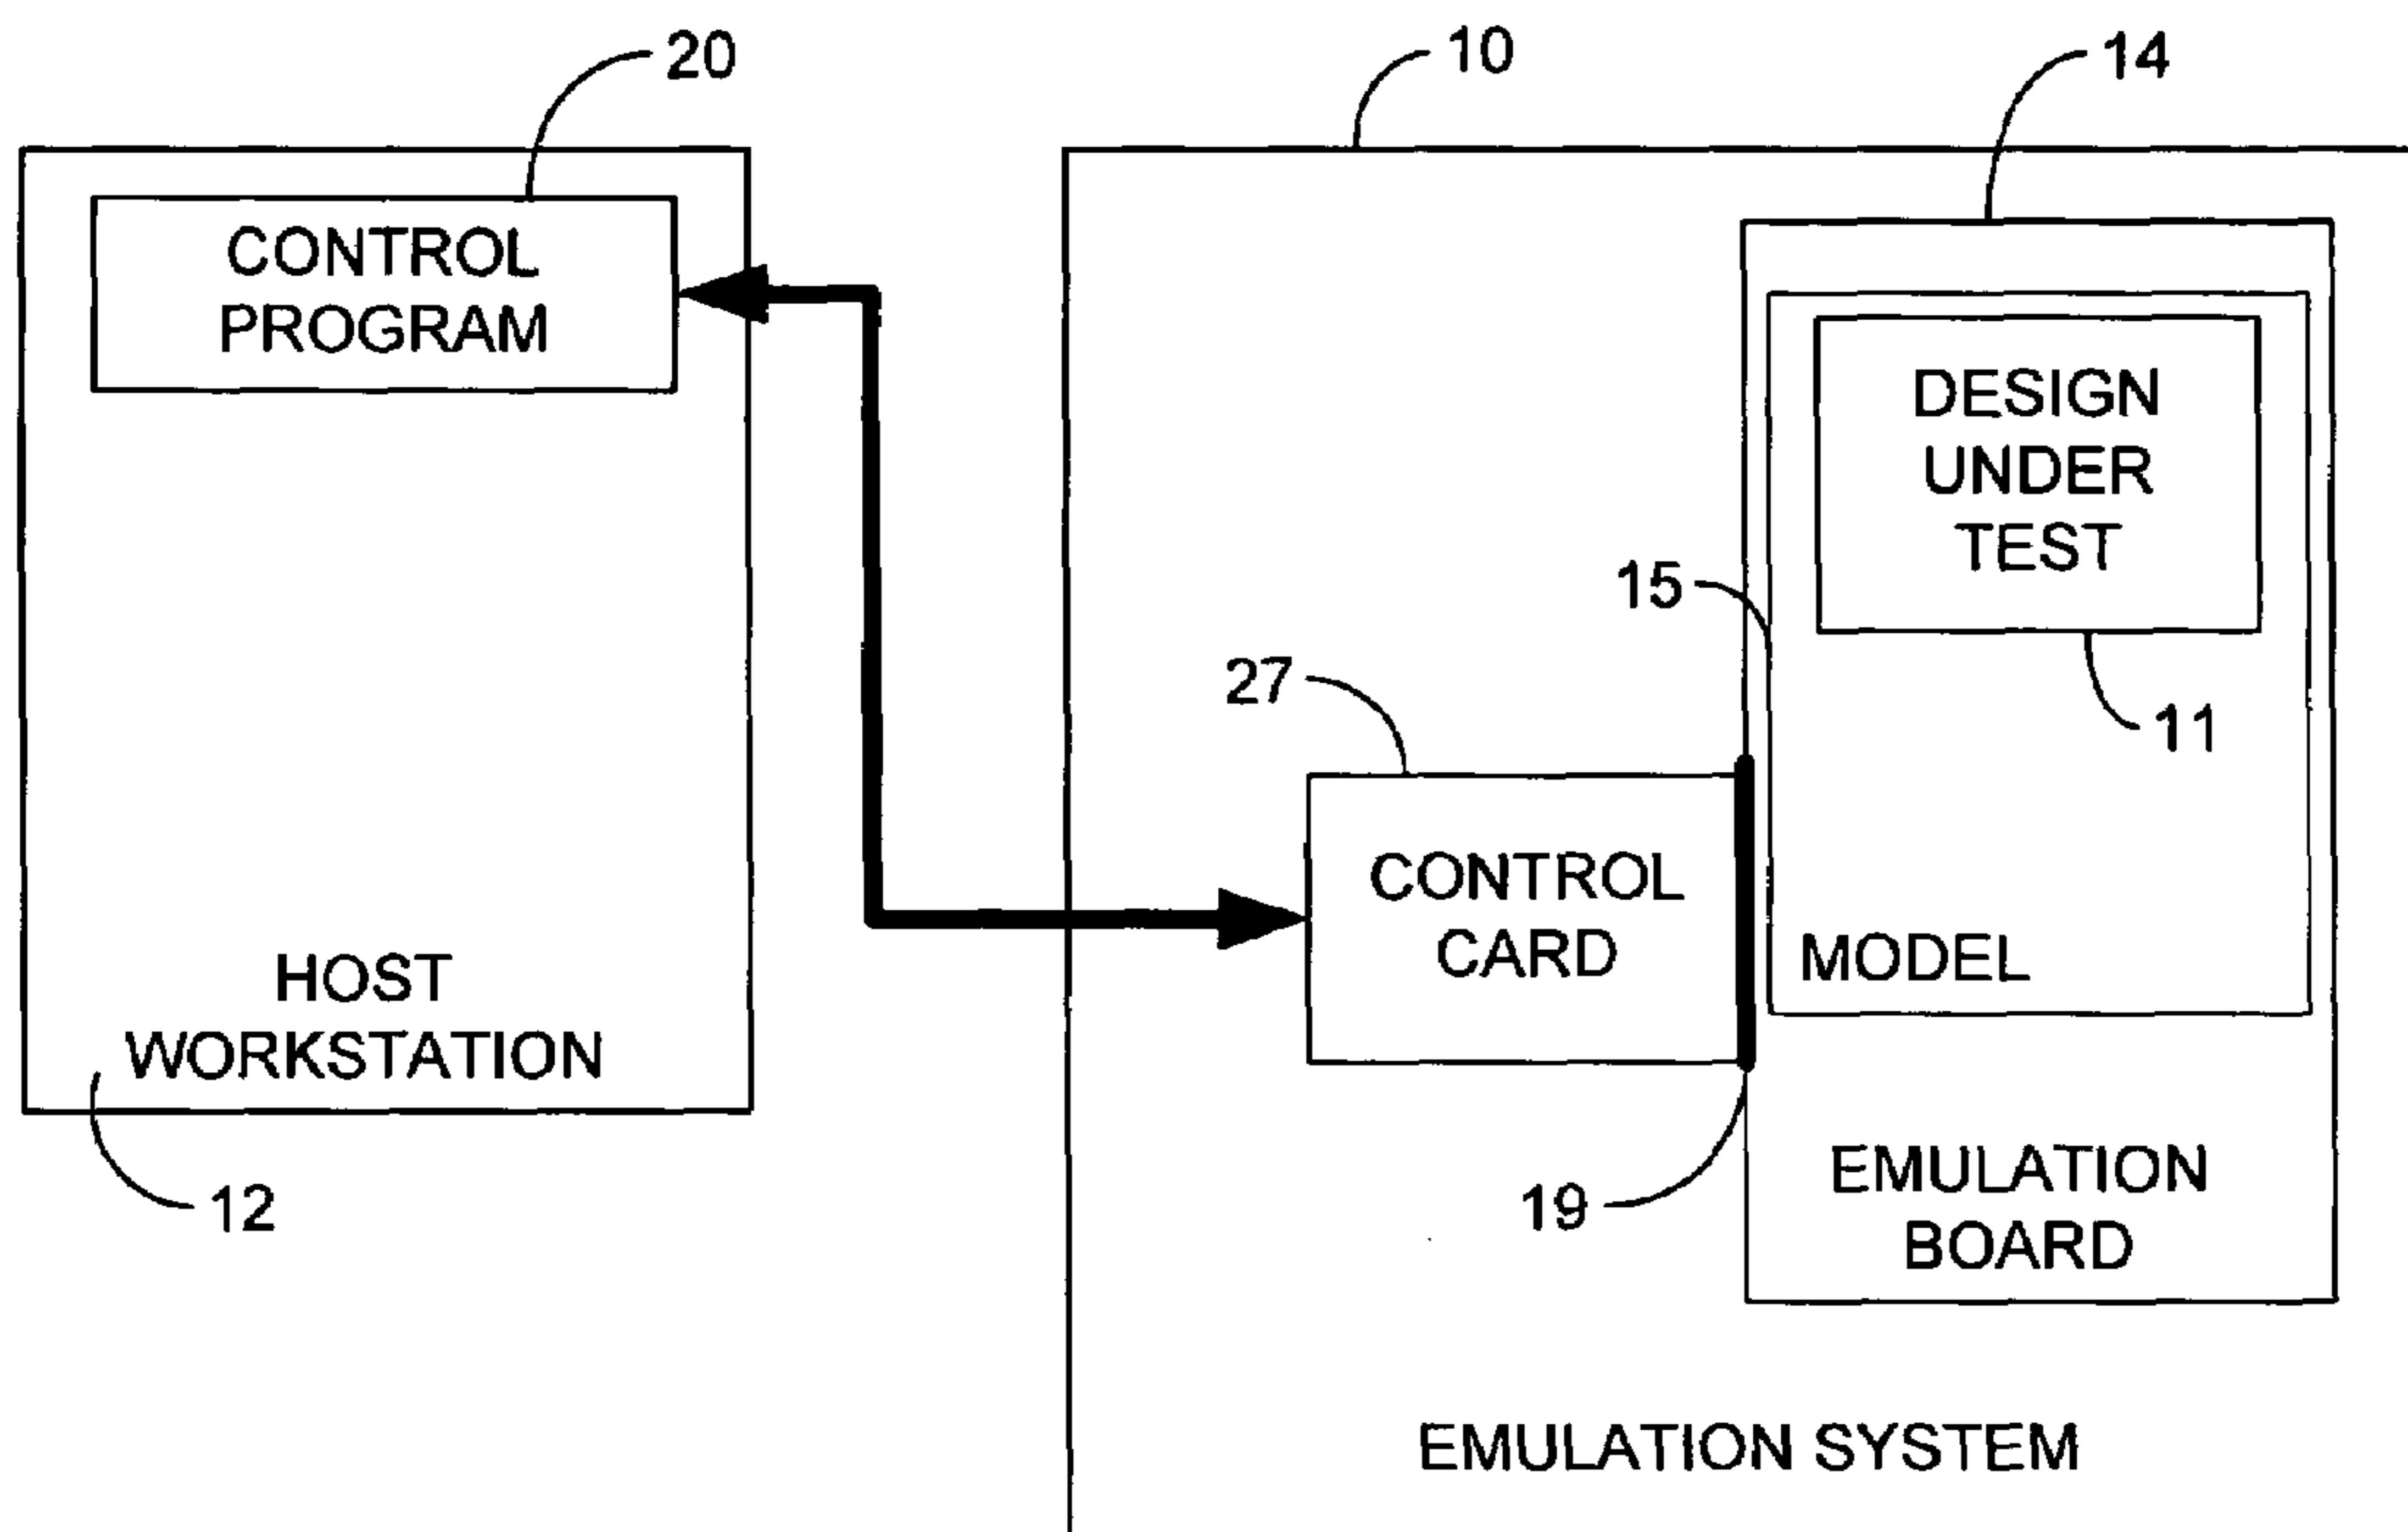 20
10
14
CONTROL
PROGRAM
DESIGN
UNDER
TEST
15
27
11
CONTROL
CARD
MODEL
HOST
WORKSTATION
12
19
EMULATION
BOARD
EMULATION SYSTEM